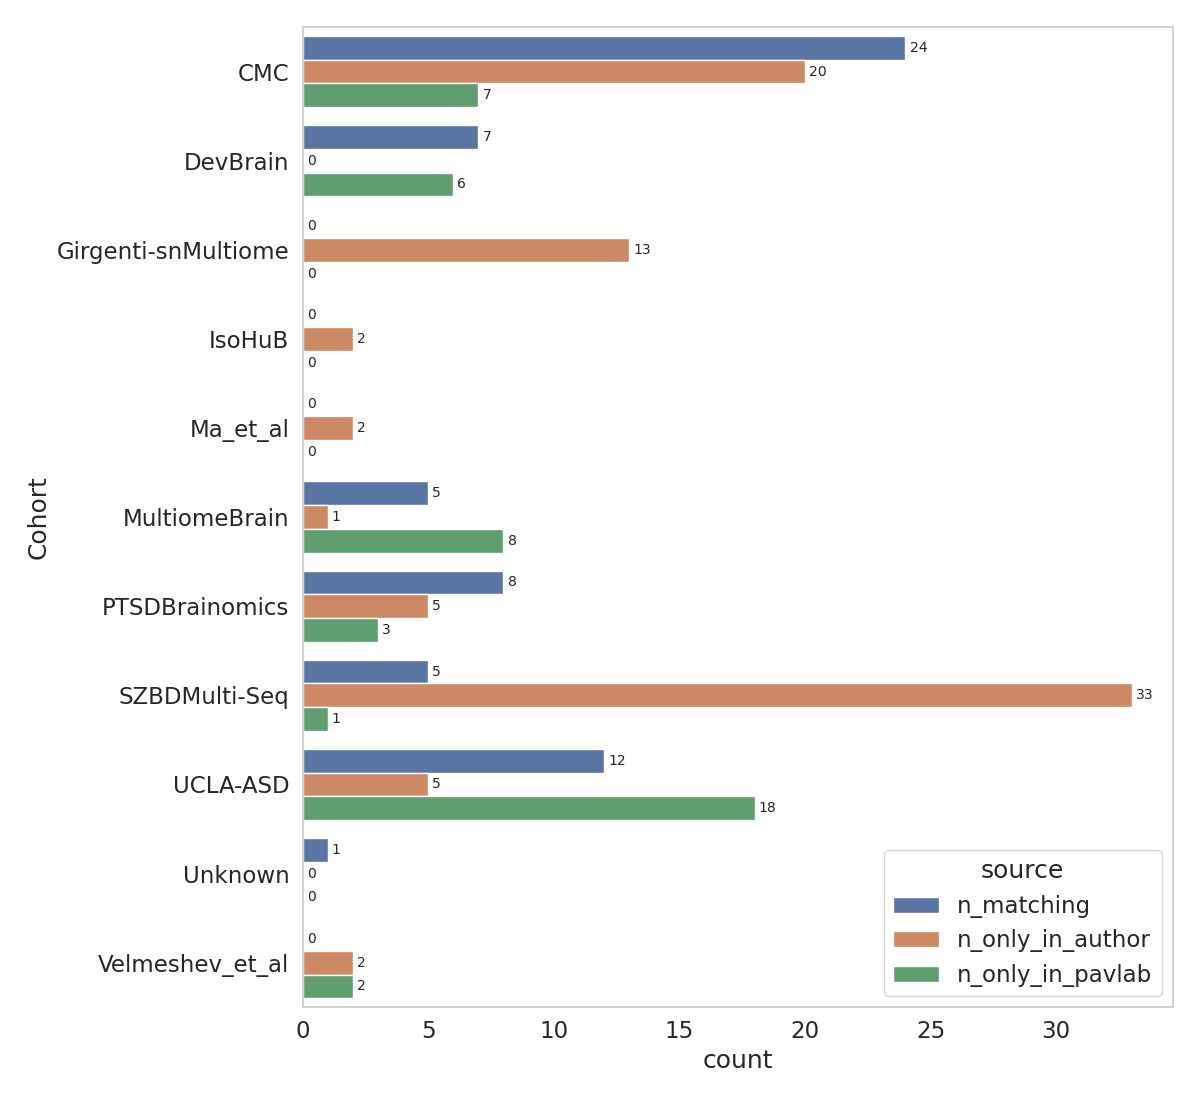 CMC
24
20
7
DevBrain
7
0
6
Girgenti-snMultiome
0
13
0
IsoHuB
0
2
0
Ma_et_al
0
2
0
MultiomeBrain
5
1
8
PTSDBrainomics
8
5
3
SZBDMulti-Seq
5
33
1
UCLA-ASD
12
5
18
Unknown
1
0
0
Velmeshev_et_al
0
2
2
Cohort
0 5 10 15 20 25 30
count
source
n_matching
n_only_in_author
n_only_in_pavlab